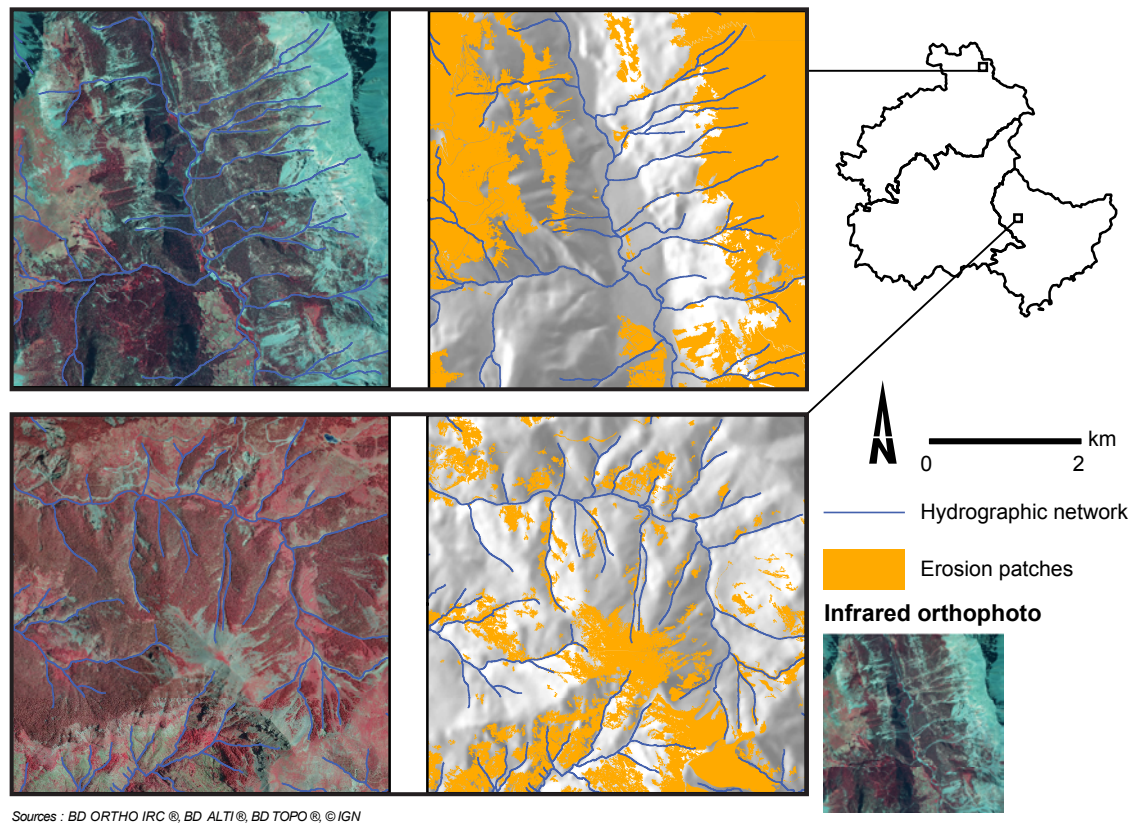 N
km
0 2
Hydrographic network
Erosion patches
Infrared orthophoto
Sources : BD ORTHO IRC ®, BD ALTI ®, BD TOPO ®, © IGN